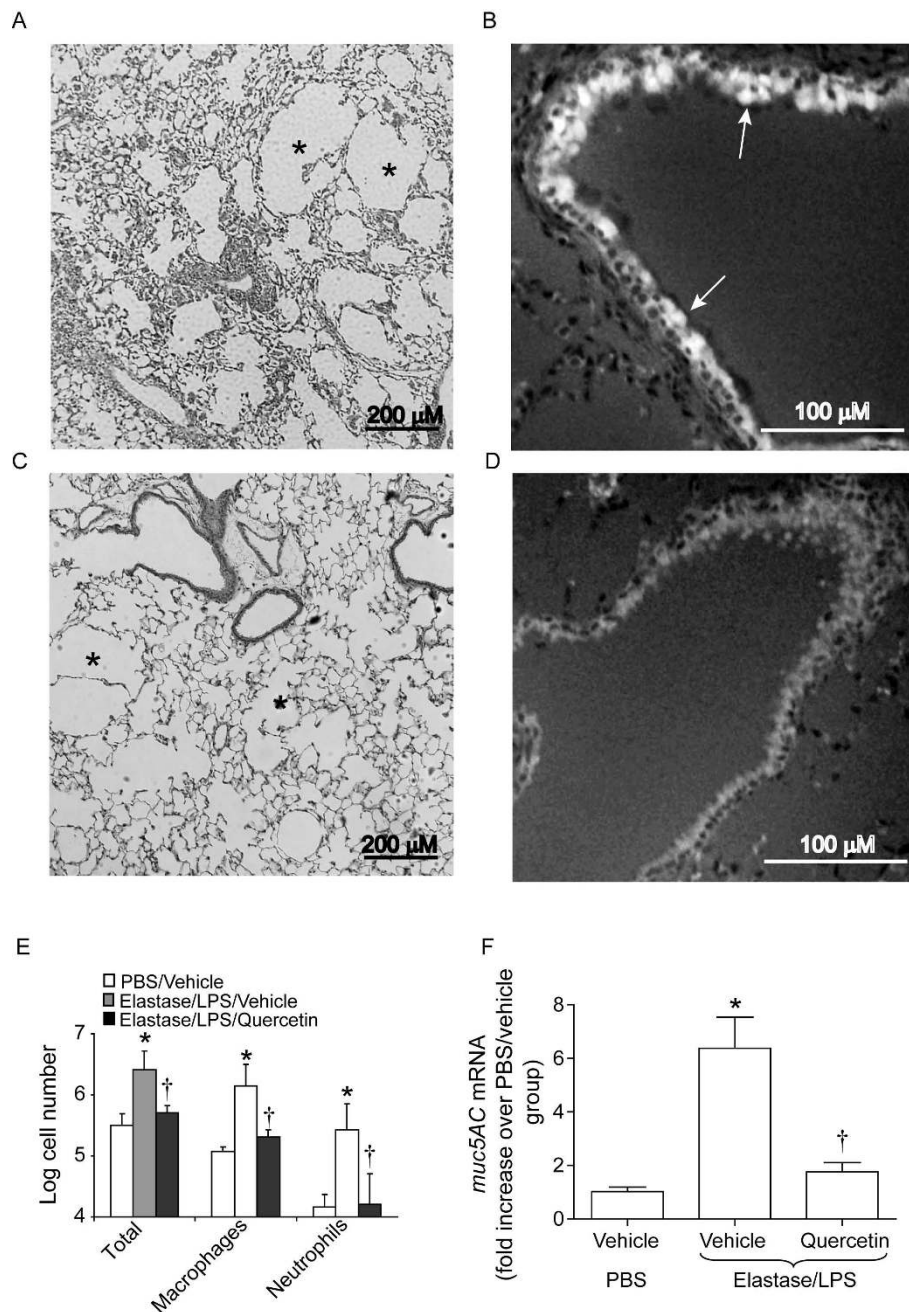 A
B
*
*
200 µM
100 µM
C
D
*
*
200 µM
100 µM
E
F
PBS/Vehicle
Elastase/LPS/Vehicle
Elastase/LPS/Quercetin
Log cell number
7
6
5
4
*
†
*
†
*
†
Total
Macrophages
Neutrophils
muc5AC mRNA
(fold increase over PBS/vehicle
group)
8
6
4
2
0
*
†
Vehicle
Vehicle
Quercetin
PBS
Elastase/LPS